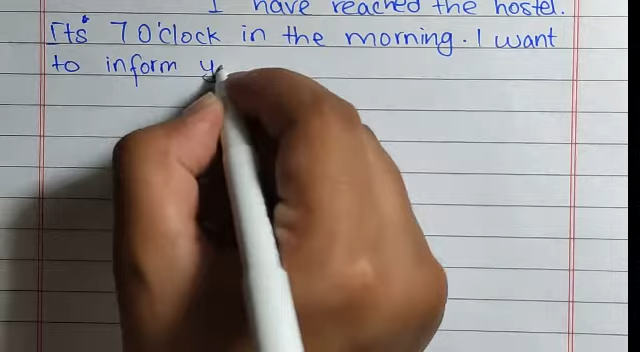 I have reached the hostel.
Its 7 O'clock in the morning. I want
to inform y